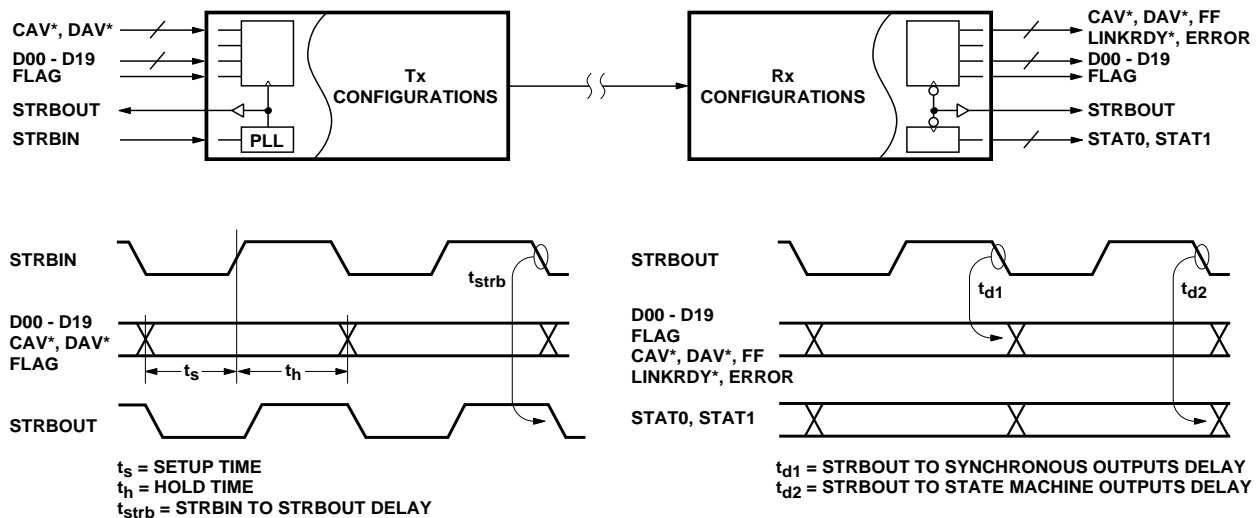 CAV*, DAV*
D00 - D19
FLAG
STRBOUT
STRBIN
PLL
Tx
CONFIGURATIONS
Rx
CONFIGURATIONS
CAV*, DAV*, FF
LINKRDY*, ERROR
D00 - D19
FLAG
STRBOUT
STAT0, STAT1
STRBIN
tstrb
D00 - D19
CAV*, DAV*
FLAG
ts
th
STRBOUT
ts = SETUP TIME
th = HOLD TIME
tstrb = STRBIN TO STRBOUT DELAY
STRBOUT
td1
td2
D00 - D19
FLAG
CAV*, DAV*, FF
LINKRDY*, ERROR
STAT0, STAT1
td1 = STRBOUT TO SYNCHRONOUS OUTPUTS DELAY
td2 = STRBOUT TO STATE MACHINE OUTPUTS DELAY